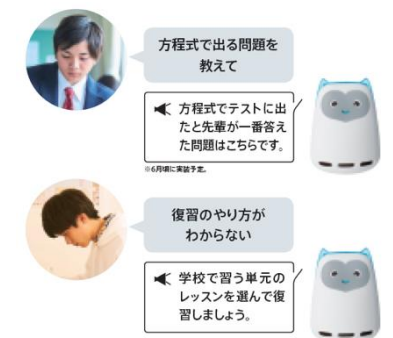 方程式で出る問題を
教えて
方程式でテストに出
たと先輩が一番答え
た問題はこちらです。
※6月頃に実装予定。
復習のやり方が
わからない
学校で習う単元の
レッスンを選んで復
習しましょう。